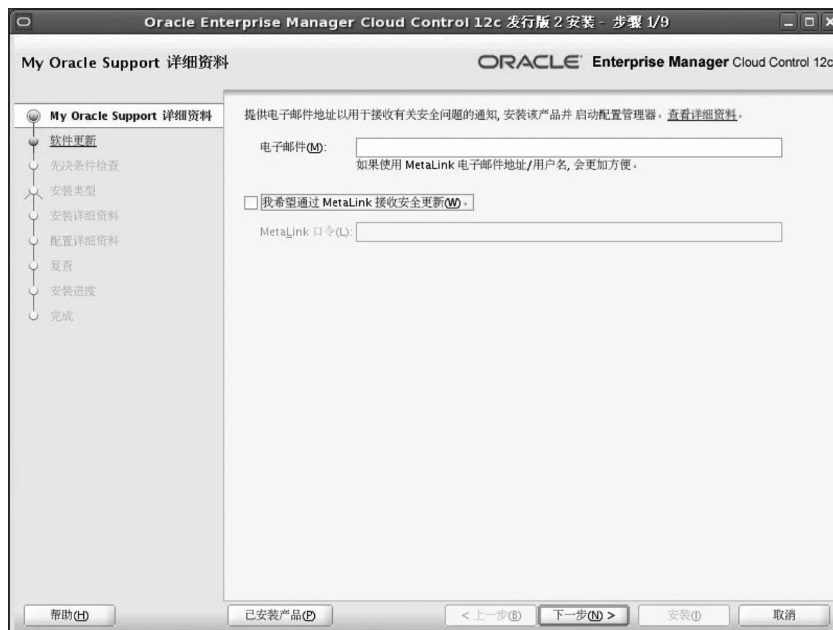 Oracle Enterprise Manager Cloud Control 12c 发行版 2 安装 - 步骤 1/9
My Oracle Support 详细资料
ORACLE Enterprise Manager Cloud Control 12c
My Oracle Support 详细资料
软件更新
先决条件检查
安装类型
安装详细资料
配置详细资料
复查
安装进度
完成
提供电子邮件地址以用于接收有关安全问题的通知, 安装该产品并 启动配置管理器。查看详细资料。
电子邮件(M):
如果使用 MetaLink 电子邮件地址/用户名, 会更加方便。
我希望通过 MetaLink 接收安全更新(W)。
MetaLink 口令(L):
帮助(H)
已安装产品(P)
< 上一步(B)
下一步(N) >
安装(I)
取消